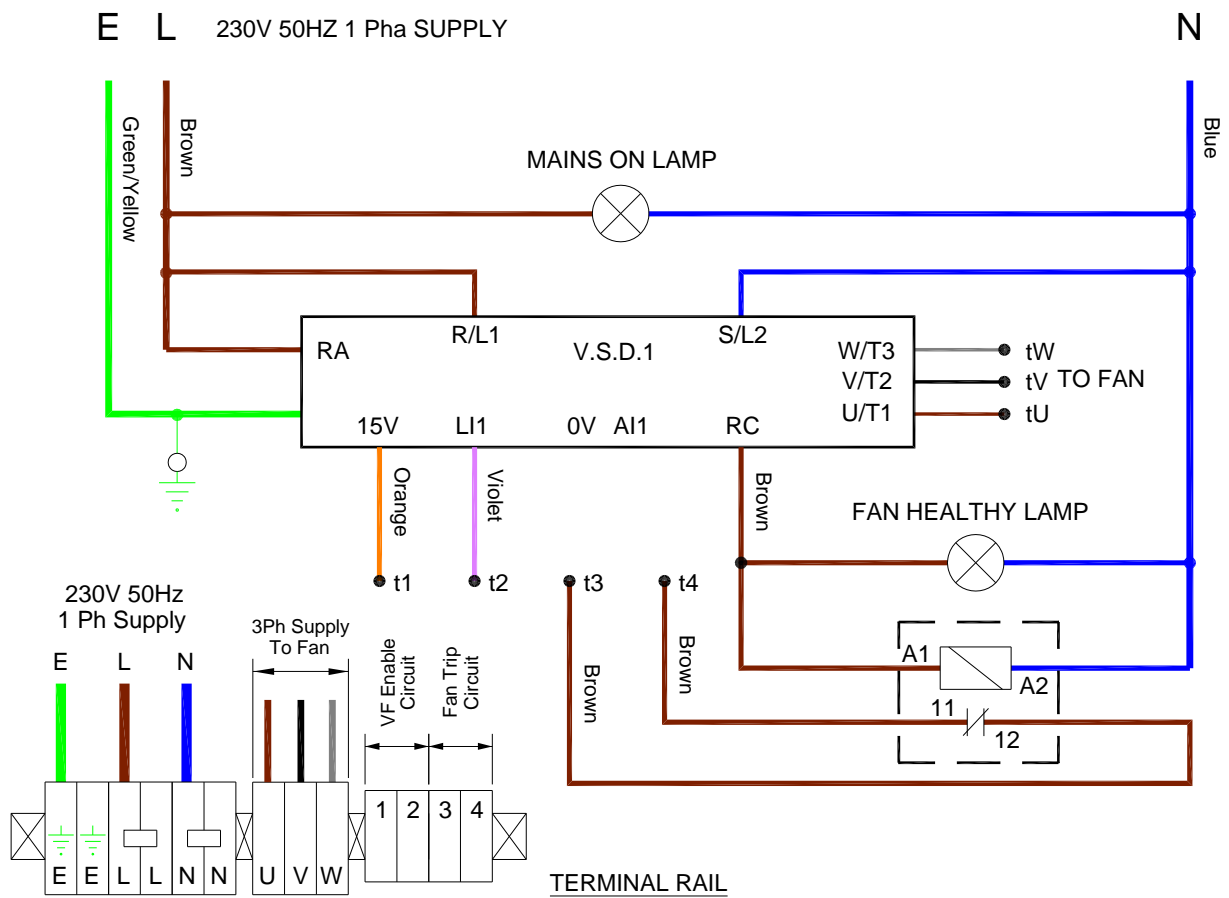 E L 230V 50HZ 1 Pha SUPPLY N
Green/Yellow
Brown
Blue
MAINS ON LAMP
RA
R/L1
V.S.D.1
S/L2
W/T3
V/T2
U/T1
tW
tV TO FAN
tU
15V
LI1
0V
AI1
RC
Orange
Violet
Brown
FAN HEALTHY LAMP
t1
t2
t3
t4
A1
A2
11
12
Brown
Brown
230V 50Hz
1 Ph Supply
E L N
3Ph Supply
To Fan
VF Enable
Circuit
Fan Trip
Circuit
1 2 3 4
E E L L N N U V W
TERMINAL RAIL